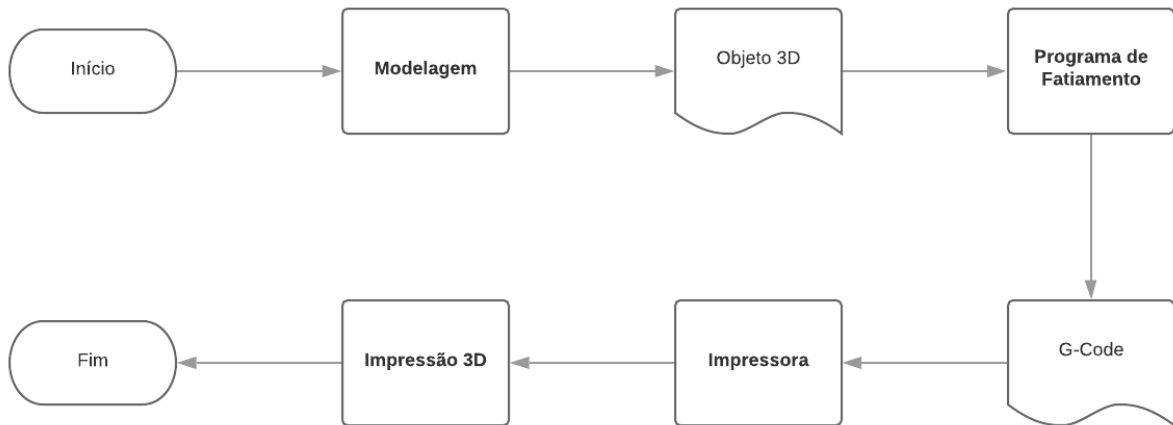 Início
Modelagem
Objeto 3D
Programa de
Fatiamento
G-Code
Impressora
Impressão 3D
Fim